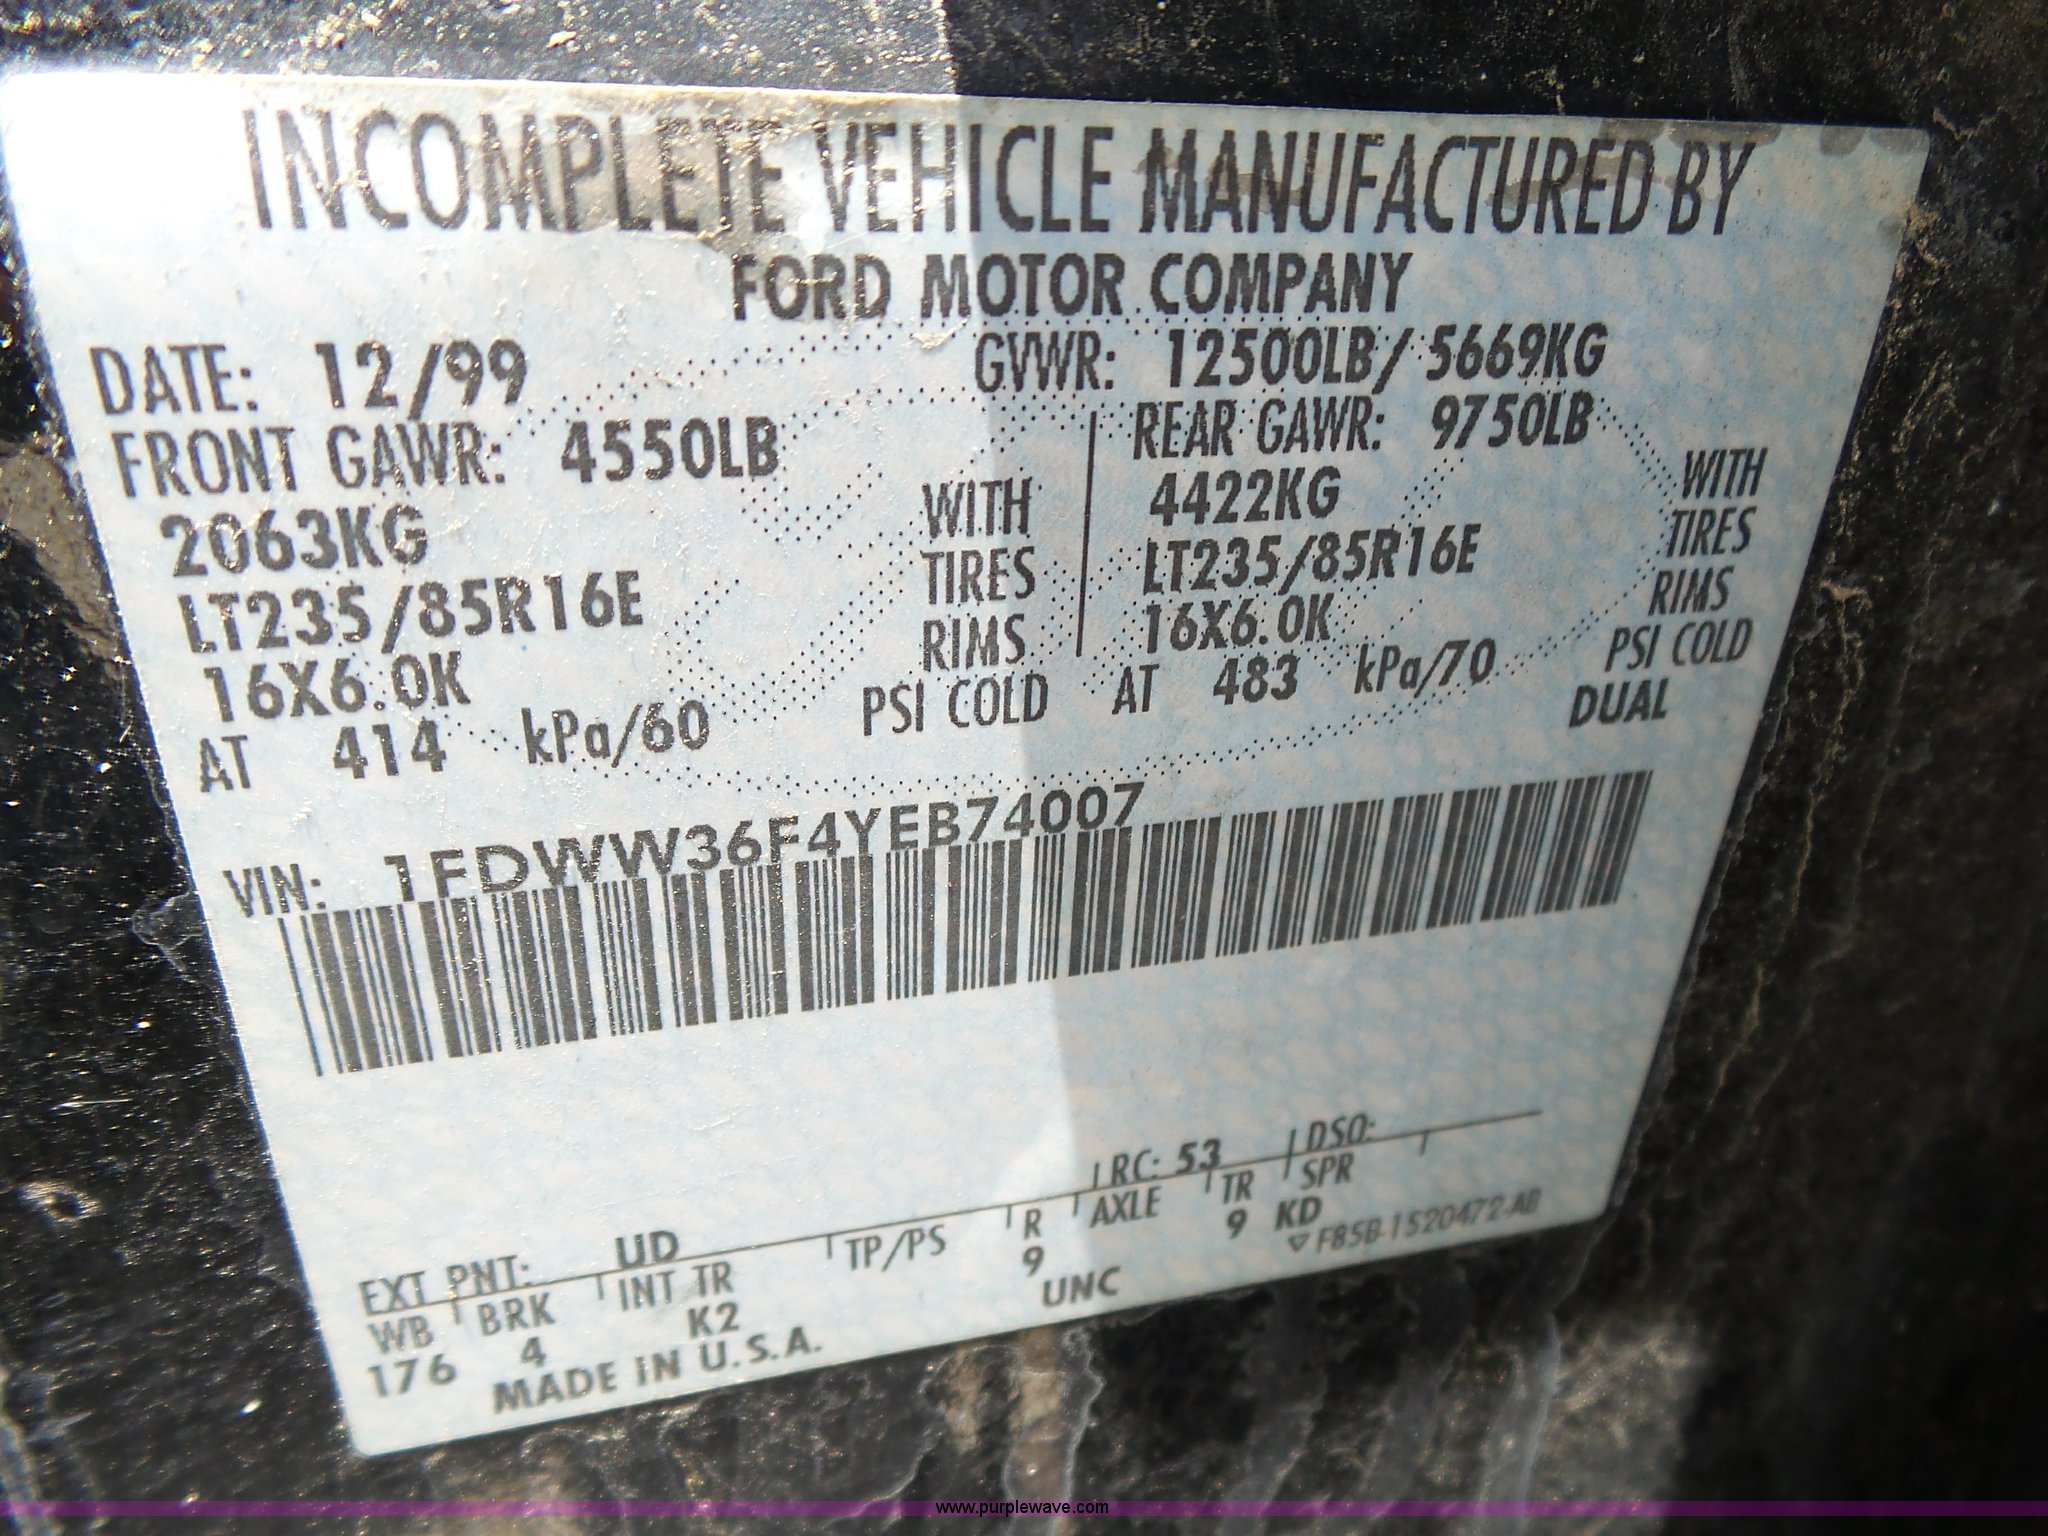 INCOMPLETE VEHICLE MANUFACTURED BY
FORD MOTOR COMPANY
DATE: 12/99 GVWR: 12500LB/ 5669KG
FRONT GAWR: 4550LB
2063KG WITH
LT235/85R16E TIRES
16X6.0K RIMS
AT 414 kPa/60 PSI COLD
REAR GAWR: 9750LB
4422KG WITH
LT235/85R16E TIRES
16X6.0K RIMS
AT 483 kPa/70 PSI COLD
DUAL
VIN: 1FDWW36F4YEB74007
EXT PNT: UD RC: 53 DSO:
WB BRK INT TR TP/PS R AXLE TR SPR
176 4 K2 9 9 KD
MADE IN U.S.A. UNC
F85B-1520472-AB
www.purplewave.com